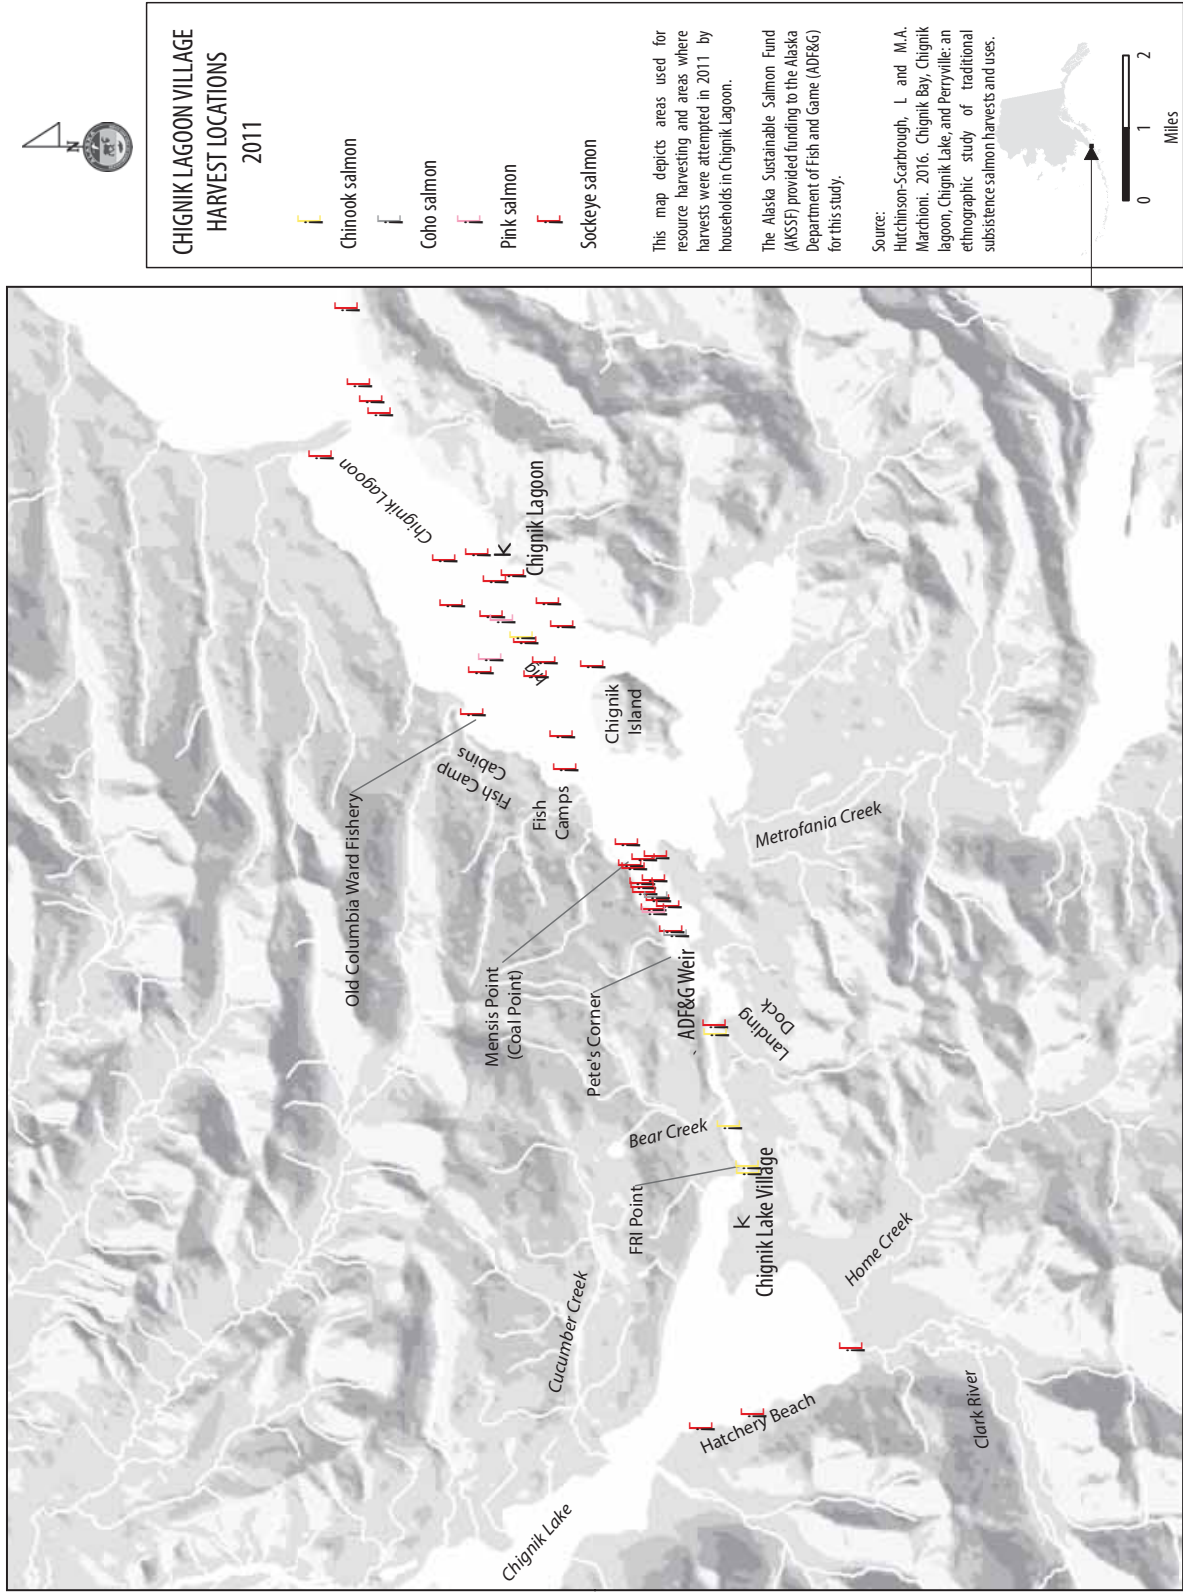 CHIGNIK LAGOON VILLAGE
HARVEST LOCATIONS
2011
N
Chinook salmon
Coho salmon
Pink salmon
Sockeye salmon
This map depicts areas used for
resource harvesting and areas where
harvests were attempted in 2011 by
households in Chignik Lagoon.
The Alaska Sustainable Salmon Fund
(AKSSF) provided funding to the Alaska
Department of Fish and Game (ADF&G)
for this study.
Source:
Hutchinson-Scarbrough, L and M.A.
Marchioni. 2016. Chignik Bay, Chignik
lagoon, Chignik Lake, and Perryville: an
ethnographic study of traditional
subsistence salmon harvests and uses.
0 1 2
Miles
Chignik Lagoon
k
Chignik Lagoon
Old Columbia Ward Fishery
Fish Camp
Cabins
Fish
Camps
Chignik
Island
Mensis Point
(Coal Point)
Metrofania Creek
Pete's Corner
ADF&G Weir
Landing
Dock
Bear Creek
FRI Point
k
Chignik Lake Village
Cucumber Creek
Home Creek
Hatchery Beach
Clark River
Chignik Lake